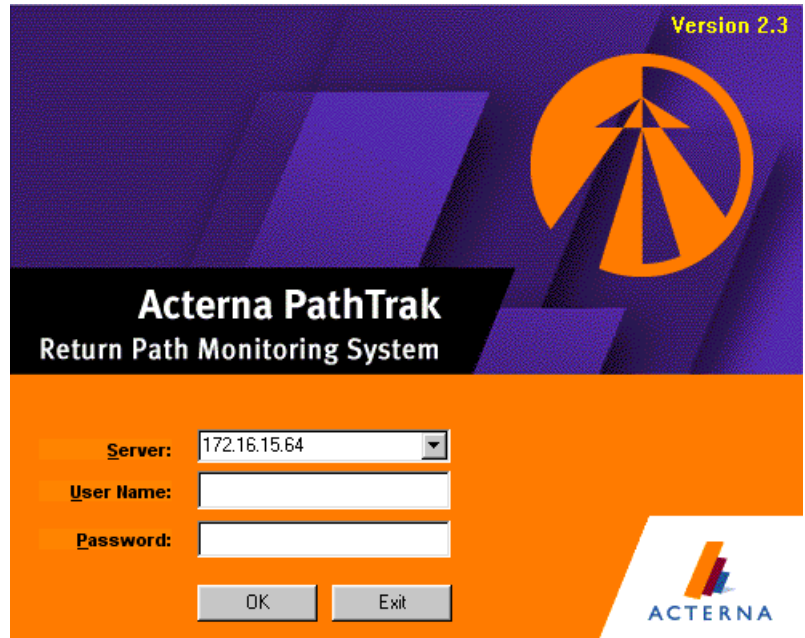 Version 2.3
Acterna PathTrak
Return Path Monitoring System
Server: 172.16.15.64
User Name:
Password:
OK Exit
ACTERNA